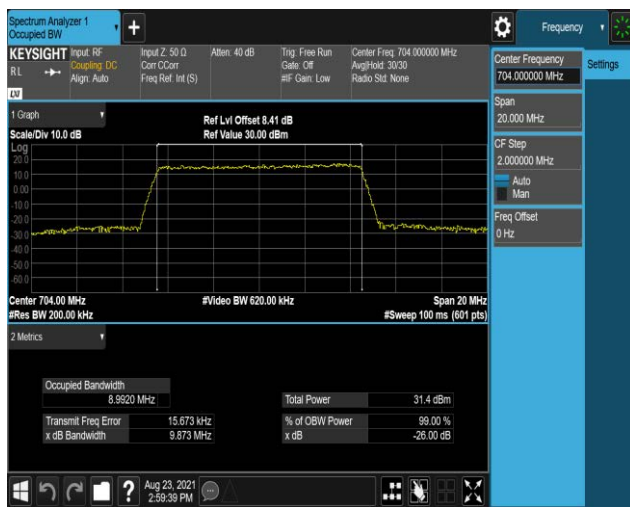 Spectrum Analyzer 1
Occupied BW
+
Frequency
KEYSIGHT
RL
LXI
Input: RF
Coupling: DC
Align: Auto
Input Z: 50 Ω
Corr CCorr
Freq Ref: Int (S)
Atten: 40 dB
Trig: Free Run
Gate: Off
#IF Gain: Low
Center Freq: 704.000000 MHz
Avg|Hold: 30/30
Radio Std: None
Center Frequency
704.000000 MHz
Settings
Span
20.000 MHz
CF Step
2.000000 MHz
Auto
Man
Freq Offset
0 Hz
1 Graph
Scale/Div 10.0 dB
Ref Lvl Offset 8.41 dB
Ref Value 30.00 dBm
Log
20.0
10.0
0.00
-10.0
-20.0
-30.0
-40.0
-50.0
-60.0
Center 704.00 MHz
#Video BW 620.00 kHz
Span 20 MHz
#Res BW 200.00 kHz
#Sweep 100 ms (601 pts)
2 Metrics
Occupied Bandwidth
8.9920 MHz
Total Power 31.4 dBm
Transmit Freq Error 15.673 kHz
% of OBW Power 99.00 %
x dB Bandwidth 9.873 MHz
x dB -26.00 dB
?
Aug 23, 2021
2:59:39 PM